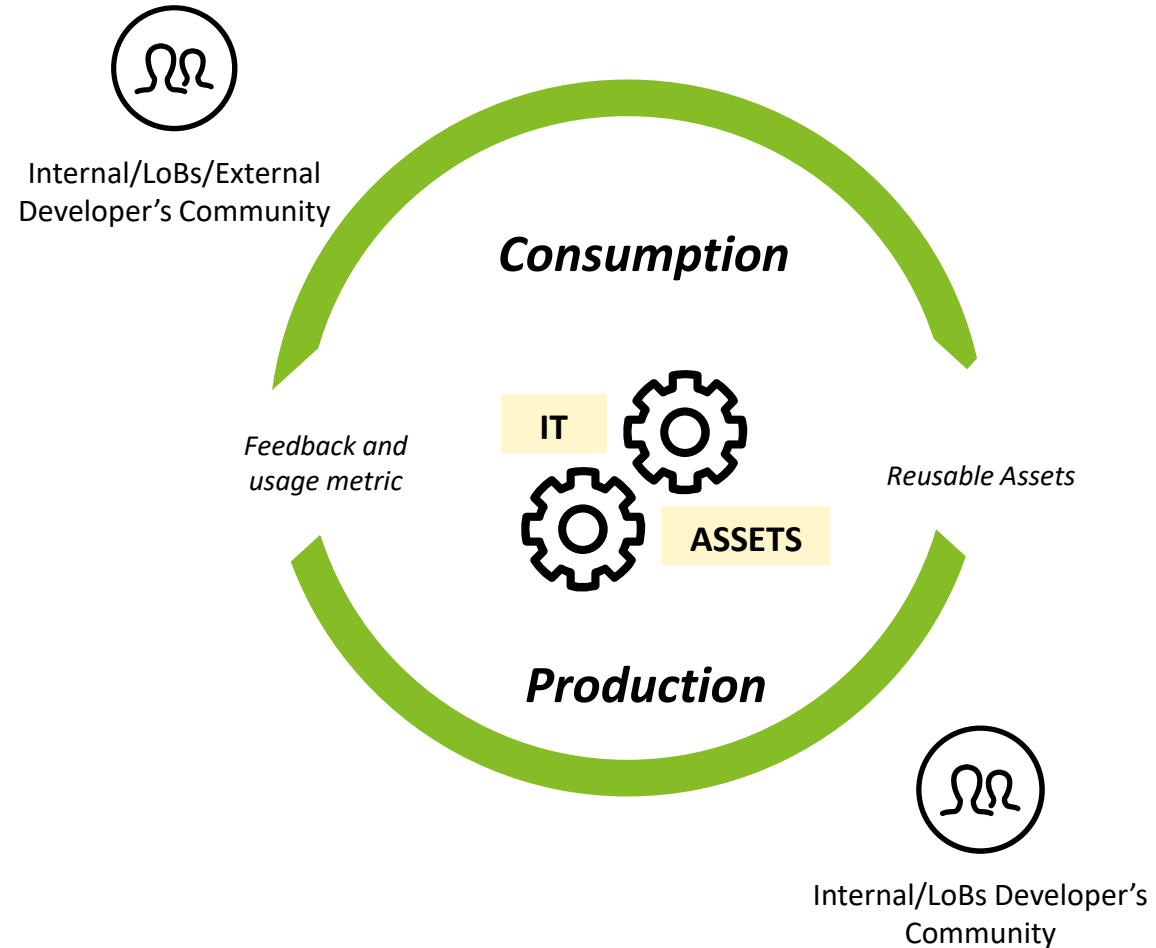 Internal/LoBs/External
Developer’s Community
Consumption
IT
Feedback and
usage metric
Reusable Assets
ASSETS
Production
Internal/LoBs Developer’s
Community